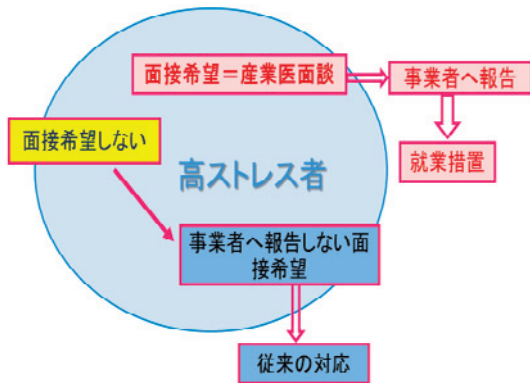 面接希望＝産業医面談
事業者へ報告
面接希望しない
就業措置
高ストレス者
事業者へ報告しない面
接希望
従来の対応